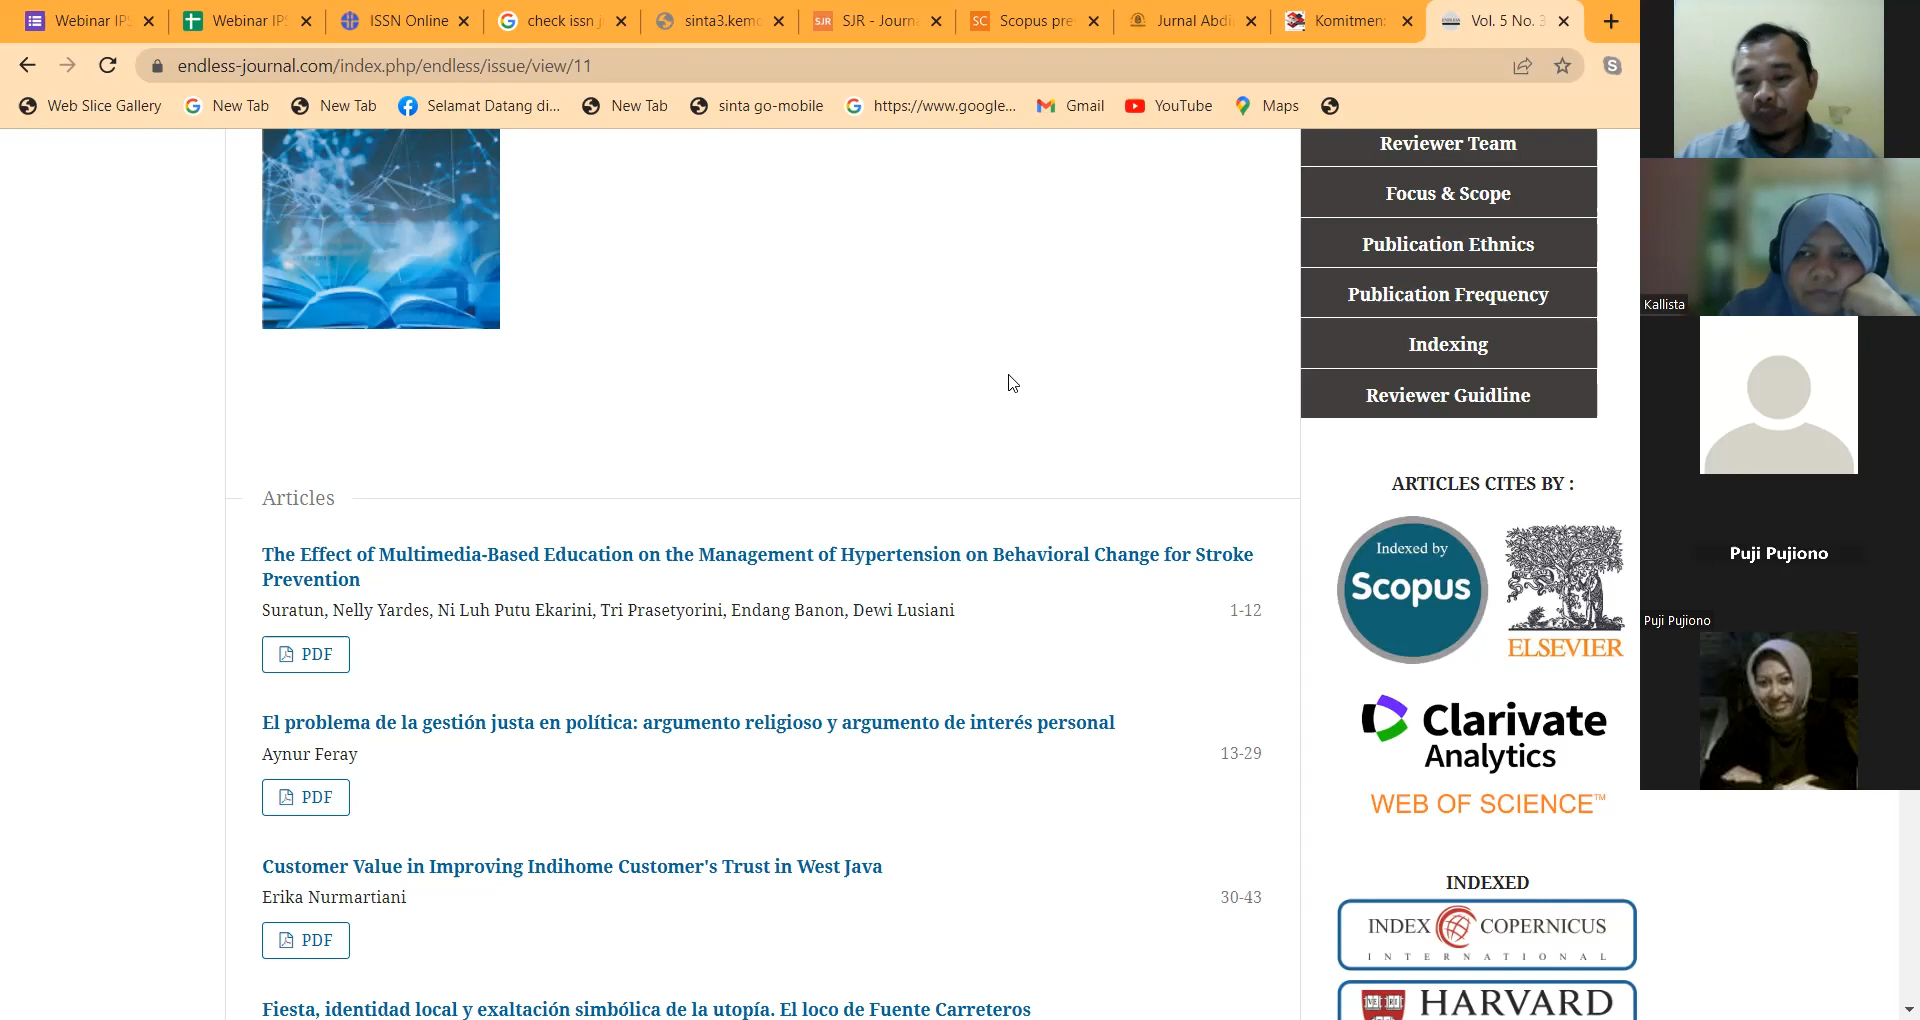 Webinar IPS
Webinar IPS
ISSN Online
check issn j
sinta3.kemd
SJR SJR - Journ
SC Scopus pre
Jurnal Abdi
Komitmen
Vol. 5 No. 3
endless-journal.com/index.php/endless/issue/view/11
Web Slice Gallery
New Tab
New Tab
Selamat Datang di...
New Tab
sinta go-mobile
https://www.google...
Gmail
YouTube
Maps
Reviewer Team
Focus & Scope
Publication Ethnics
Publication Frequency
Indexing
Reviewer Guidline
Articles
The Effect of Multimedia-Based Education on the Management of Hypertension on Behavioral Change for Stroke
Prevention
Suratun, Nelly Yardes, Ni Luh Putu Ekarini, Tri Prasetyorini, Endang Banon, Dewi Lusiani
1-12
PDF
El problema de la gestión justa en política: argumento religioso y argumento de interés personal
Aynur Feray
13-29
PDF
Customer Value in Improving Indihome Customer's Trust in West Java
Erika Nurmartiani
30-43
PDF
Fiesta, identidad local y exaltación simbólica de la utopía. El loco de Fuente Carreteros
ARTICLES CITES BY :
Indexed by
Scopus
ELSEVIER
Clarivate
Analytics
WEB OF SCIENCE™
INDEXED
INDEX COPERNICUS
INTERNATIONAL
VE RI
HARVARD
Kallista
Puji Pujiono
Puji Pujiono